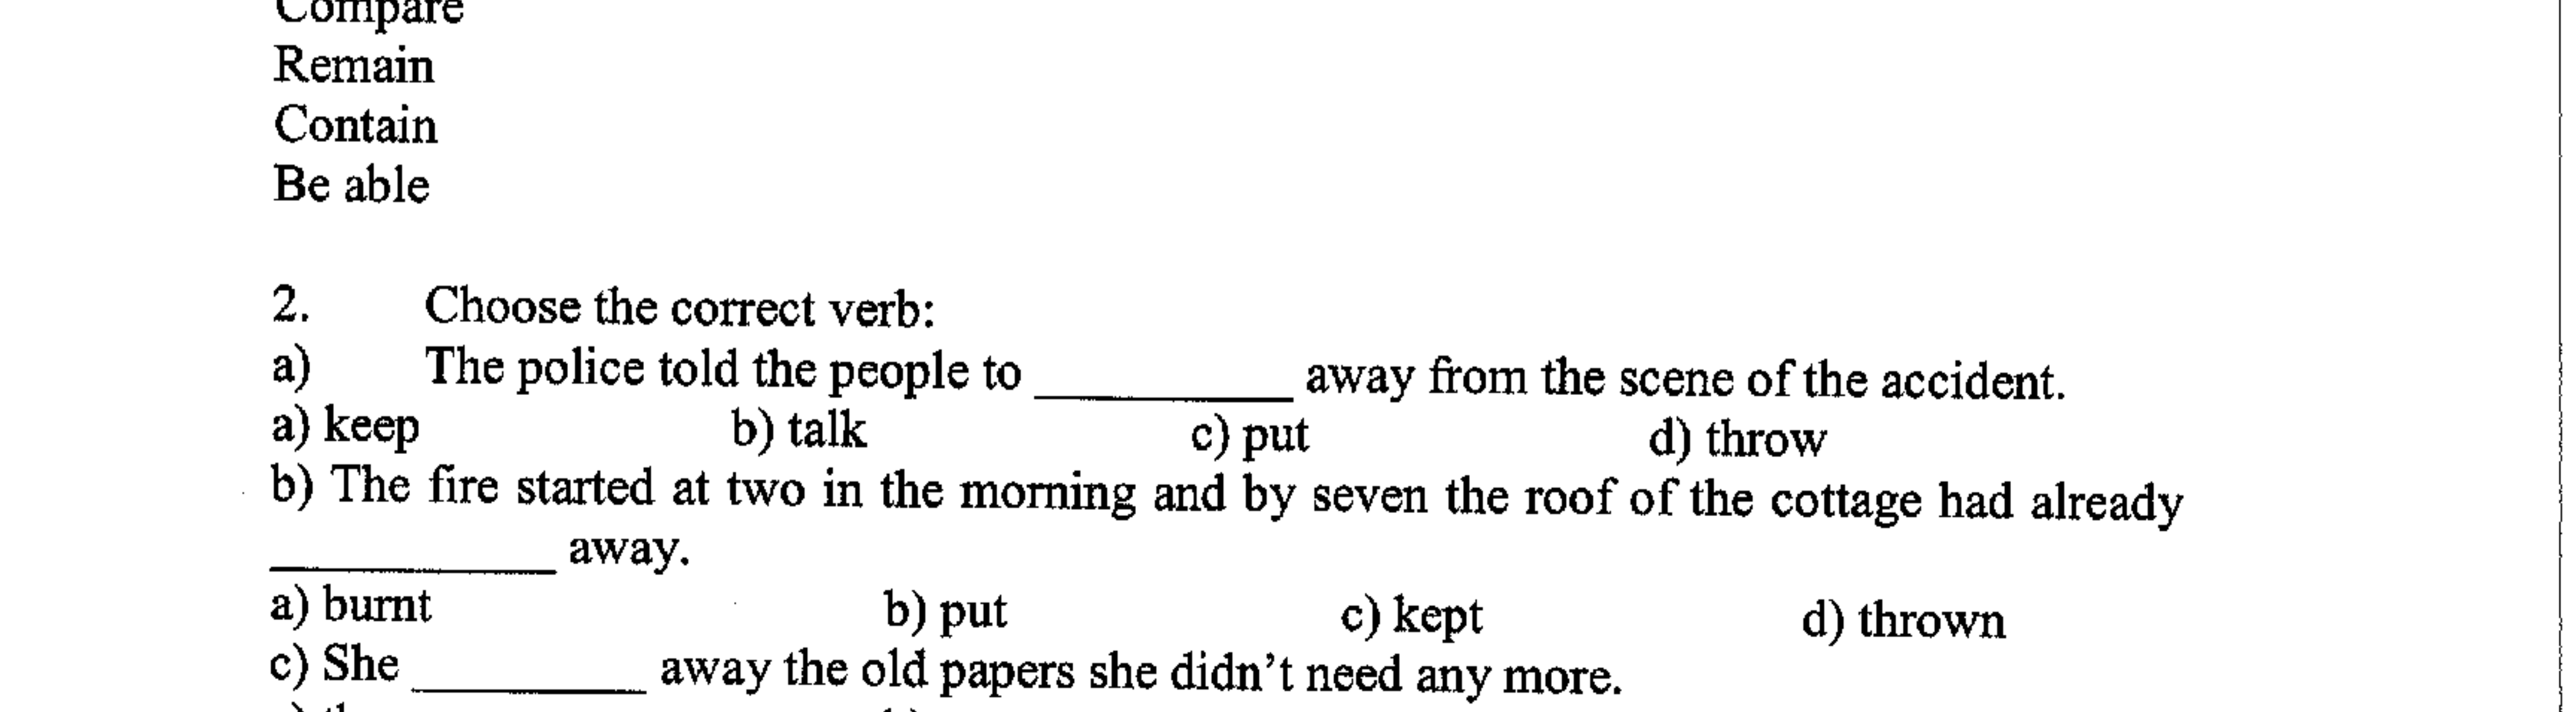 Compare
Remain
Contain
Be able
2. Choose the correct verb:
a) The police told the people to __________ away from the scene of the accident.
a) keep b) talk c) put d) throw
b) The fire started at two in the morning and by seven the roof of the cottage had already
___________ away.
a) burnt b) put c) kept d) thrown
c) She _________ away the old papers she didn't need any more.